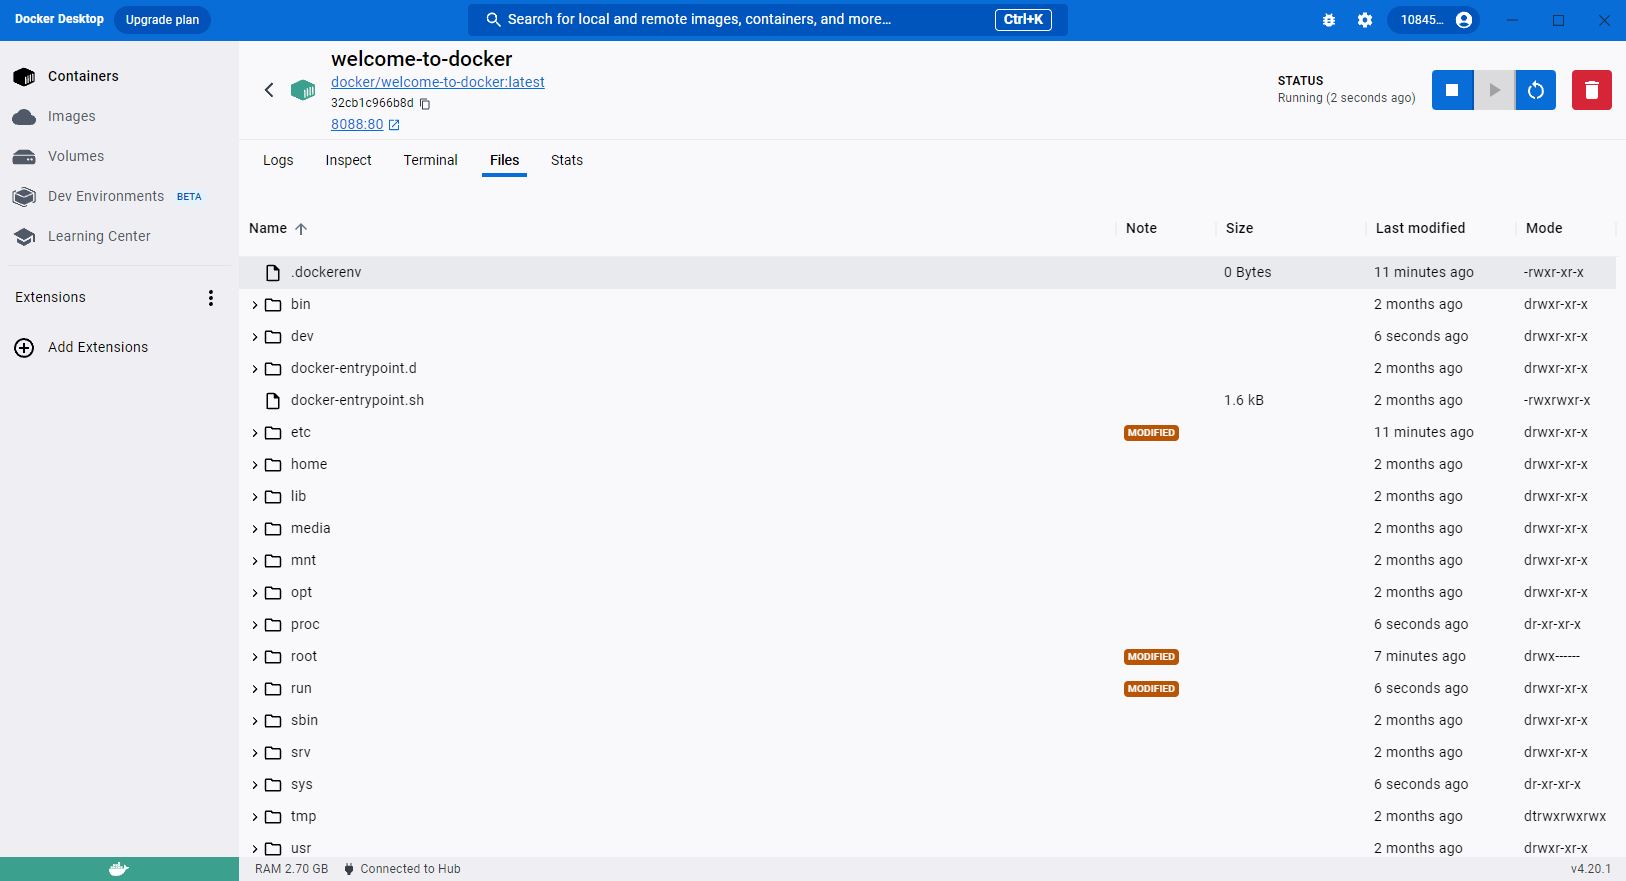 Docker Desktop Upgrade plan Search for local and remote images, containers, and more... Ctrl+K 10845...
Containers
Images
Volumes
Dev Environments BETA
Learning Center
Extensions
Add Extensions
welcome-to-docker
docker/welcome-to-docker:latest
32cb1c966b8d
8088:80
STATUS
Running (2 seconds ago)
Logs Inspect Terminal Files Stats
Name Note Size Last modified Mode
.dockerenv 0 Bytes 11 minutes ago -rwxr-xr-x
bin 2 months ago drwxr-xr-x
dev 6 seconds ago drwxr-xr-x
docker-entrypoint.d 2 months ago drwxr-xr-x
docker-entrypoint.sh 1.6 kB 2 months ago -rwxrwxr-x
etc MODIFIED 11 minutes ago drwxr-xr-x
home 2 months ago drwxr-xr-x
lib 2 months ago drwxr-xr-x
media 2 months ago drwxr-xr-x
mnt 2 months ago drwxr-xr-x
opt 2 months ago drwxr-xr-x
proc 6 seconds ago dr-xr-xr-x
root MODIFIED 7 minutes ago drwx------
run MODIFIED 6 seconds ago drwxr-xr-x
sbin 2 months ago drwxr-xr-x
srv 2 months ago drwxr-xr-x
sys 6 seconds ago dr-xr-xr-x
tmp 2 months ago dtrwxrwxrwx
usr 2 months ago drwxr-xr-x
RAM 2.70 GB Connected to Hub v4.20.1